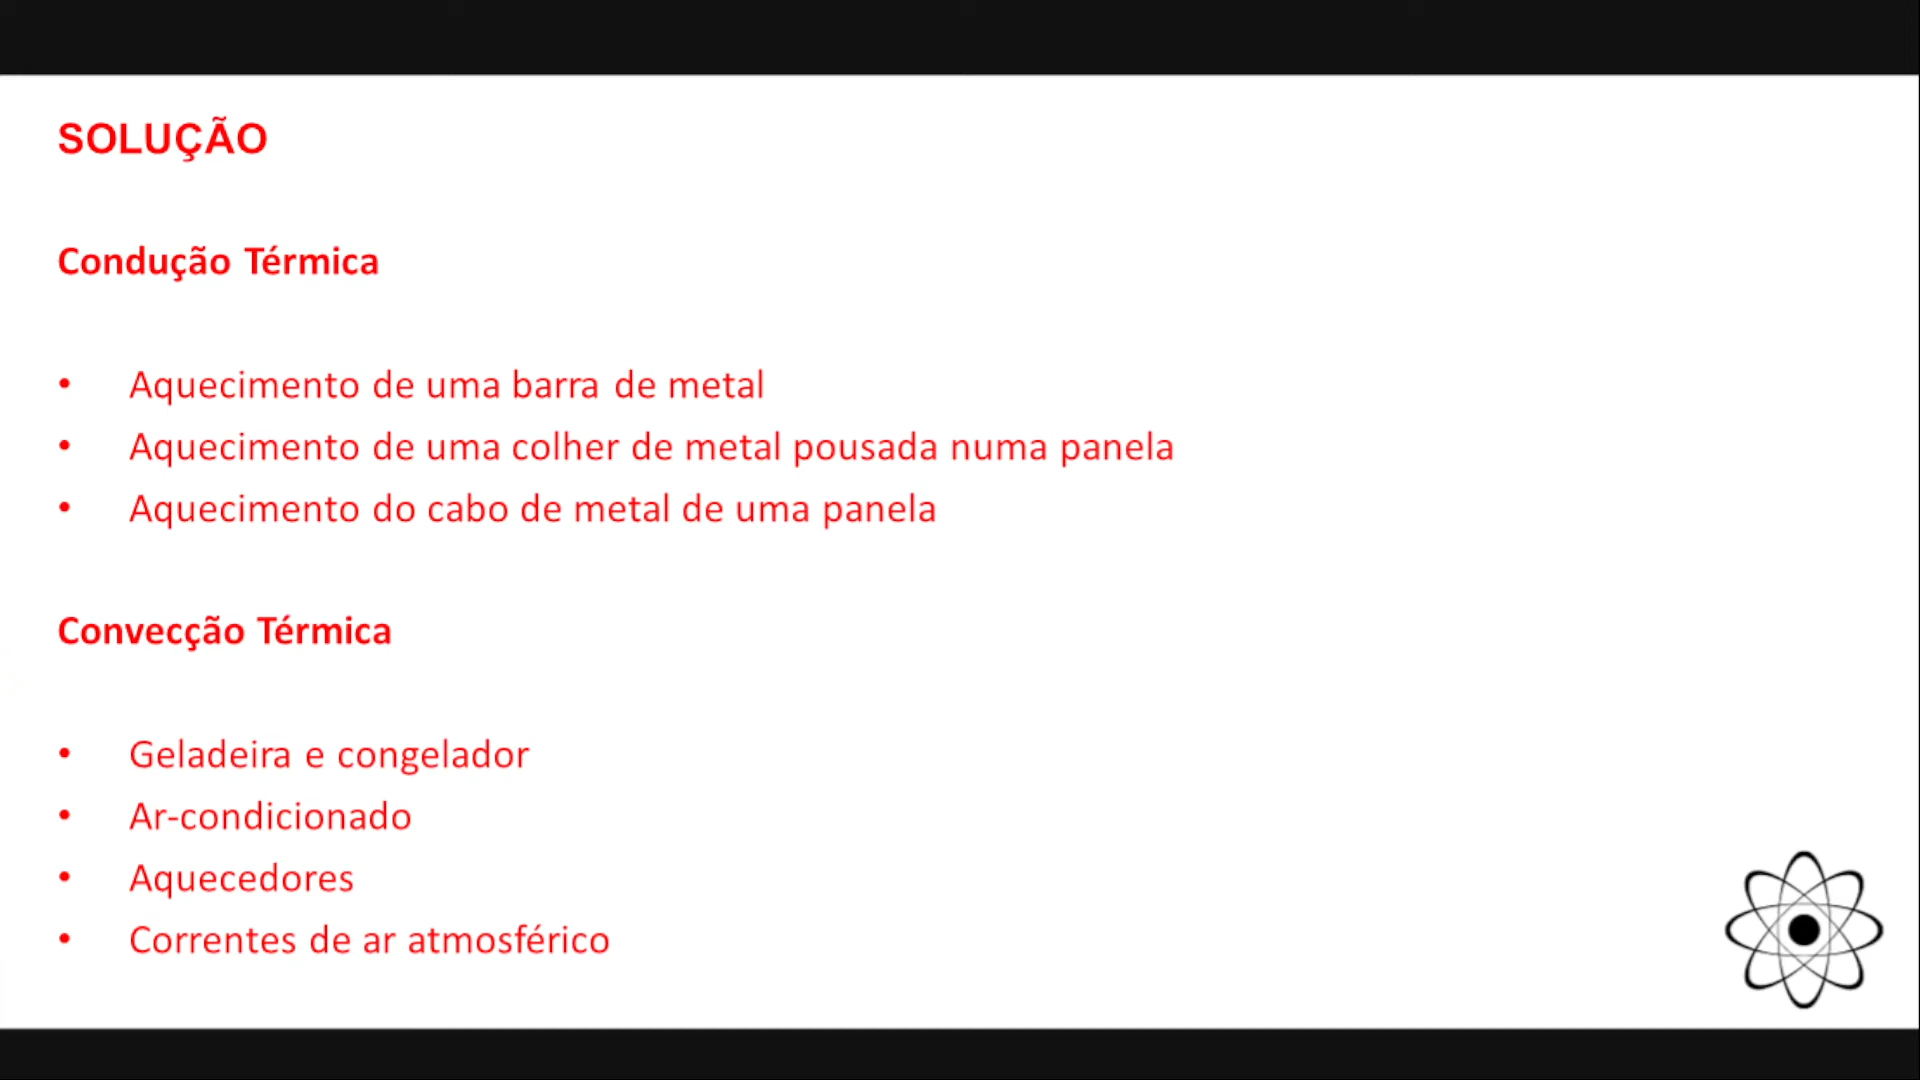 SOLUÇÃO
Condução Térmica
• Aquecimento de uma barra de metal
• Aquecimento de uma colher de metal pousada numa panela
• Aquecimento do cabo de metal de uma panela
Convecção Térmica
• Geladeira e congelador
• Ar-condicionado
• Aquecedores
• Correntes de ar atmosférico